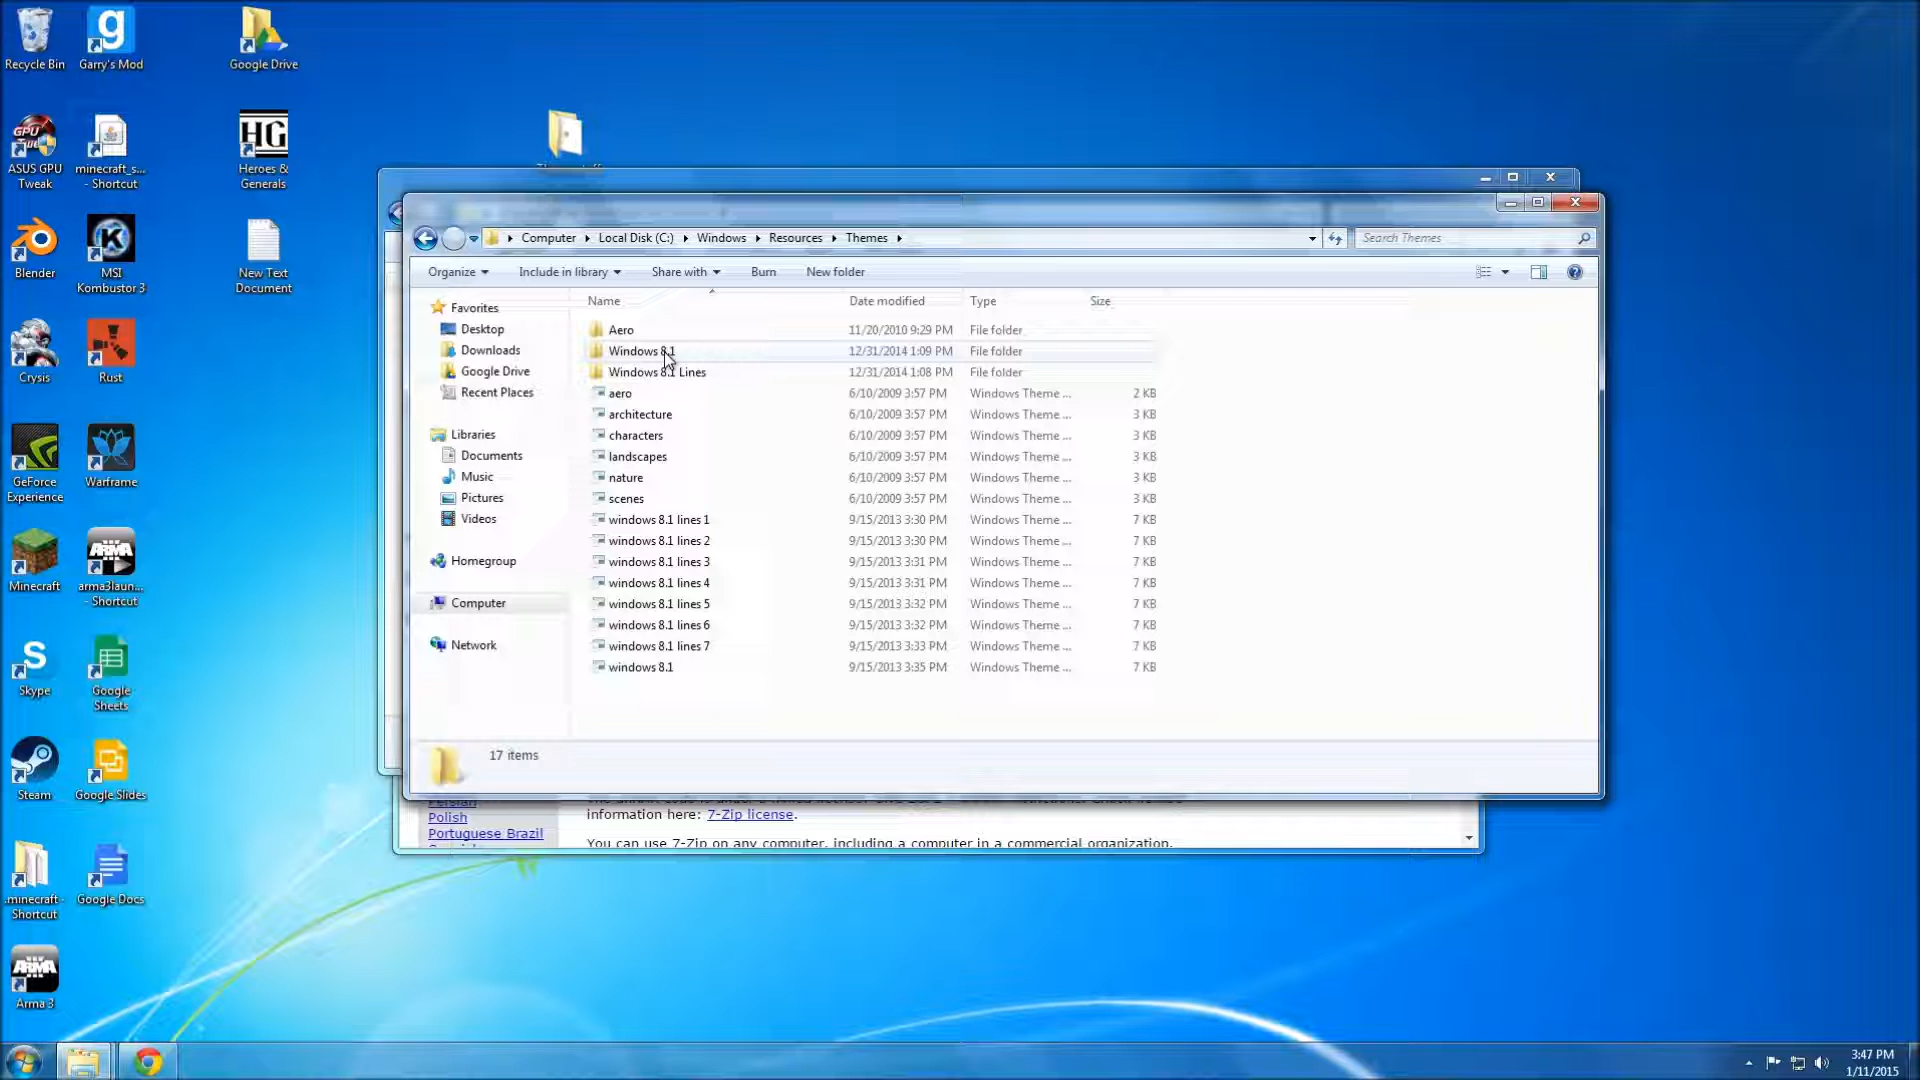 Recycle Bin
Garry's Mod
Google Drive
ASUS GPU
Tweak
minecraft_s...
- Shortcut
Heroes &
Generals
Blender
MSI
Kombustor 3
New Text
Document
Crysis
Rust
GeForce
Experience
Warframe
Minecraft
arma3laun...
- Shortcut
Skype
Google
Sheets
Steam
Google Slides
.minecraft -
Shortcut
Google Docs
Arma 3
Computer Local Disk (C:) Windows Resources Themes
Search Themes
Organize Include in library Share with Burn New folder
Favorites
Desktop
Downloads
Google Drive
Recent Places
Libraries
Documents
Music
Pictures
Videos
Homegroup
Computer
Network
Name Date modified Type Size
Aero 11/20/2010 9:29 PM File folder
Windows 8.1 12/31/2014 1:09 PM File folder
Windows 8.1 Lines 12/31/2014 1:08 PM File folder
aero 6/10/2009 3:57 PM Windows Theme ... 2 KB
architecture 6/10/2009 3:57 PM Windows Theme ... 3 KB
characters 6/10/2009 3:57 PM Windows Theme ... 3 KB
landscapes 6/10/2009 3:57 PM Windows Theme ... 3 KB
nature 6/10/2009 3:57 PM Windows Theme ... 3 KB
scenes 6/10/2009 3:57 PM Windows Theme ... 3 KB
windows 8.1 lines 1 9/15/2013 3:30 PM Windows Theme ... 7 KB
windows 8.1 lines 2 9/15/2013 3:30 PM Windows Theme ... 7 KB
windows 8.1 lines 3 9/15/2013 3:31 PM Windows Theme ... 7 KB
windows 8.1 lines 4 9/15/2013 3:31 PM Windows Theme ... 7 KB
windows 8.1 lines 5 9/15/2013 3:32 PM Windows Theme ... 7 KB
windows 8.1 lines 6 9/15/2013 3:32 PM Windows Theme ... 7 KB
windows 8.1 lines 7 9/15/2013 3:33 PM Windows Theme ... 7 KB
windows 8.1 9/15/2013 3:35 PM Windows Theme ... 7 KB
17 items
Persian
Polish
Portuguese Brazil
information here: 7-Zip license.
You can use 7-Zip on any computer, including a computer in a commercial organization.
GPU
HG
ARMA
3:47 PM
1/11/2015